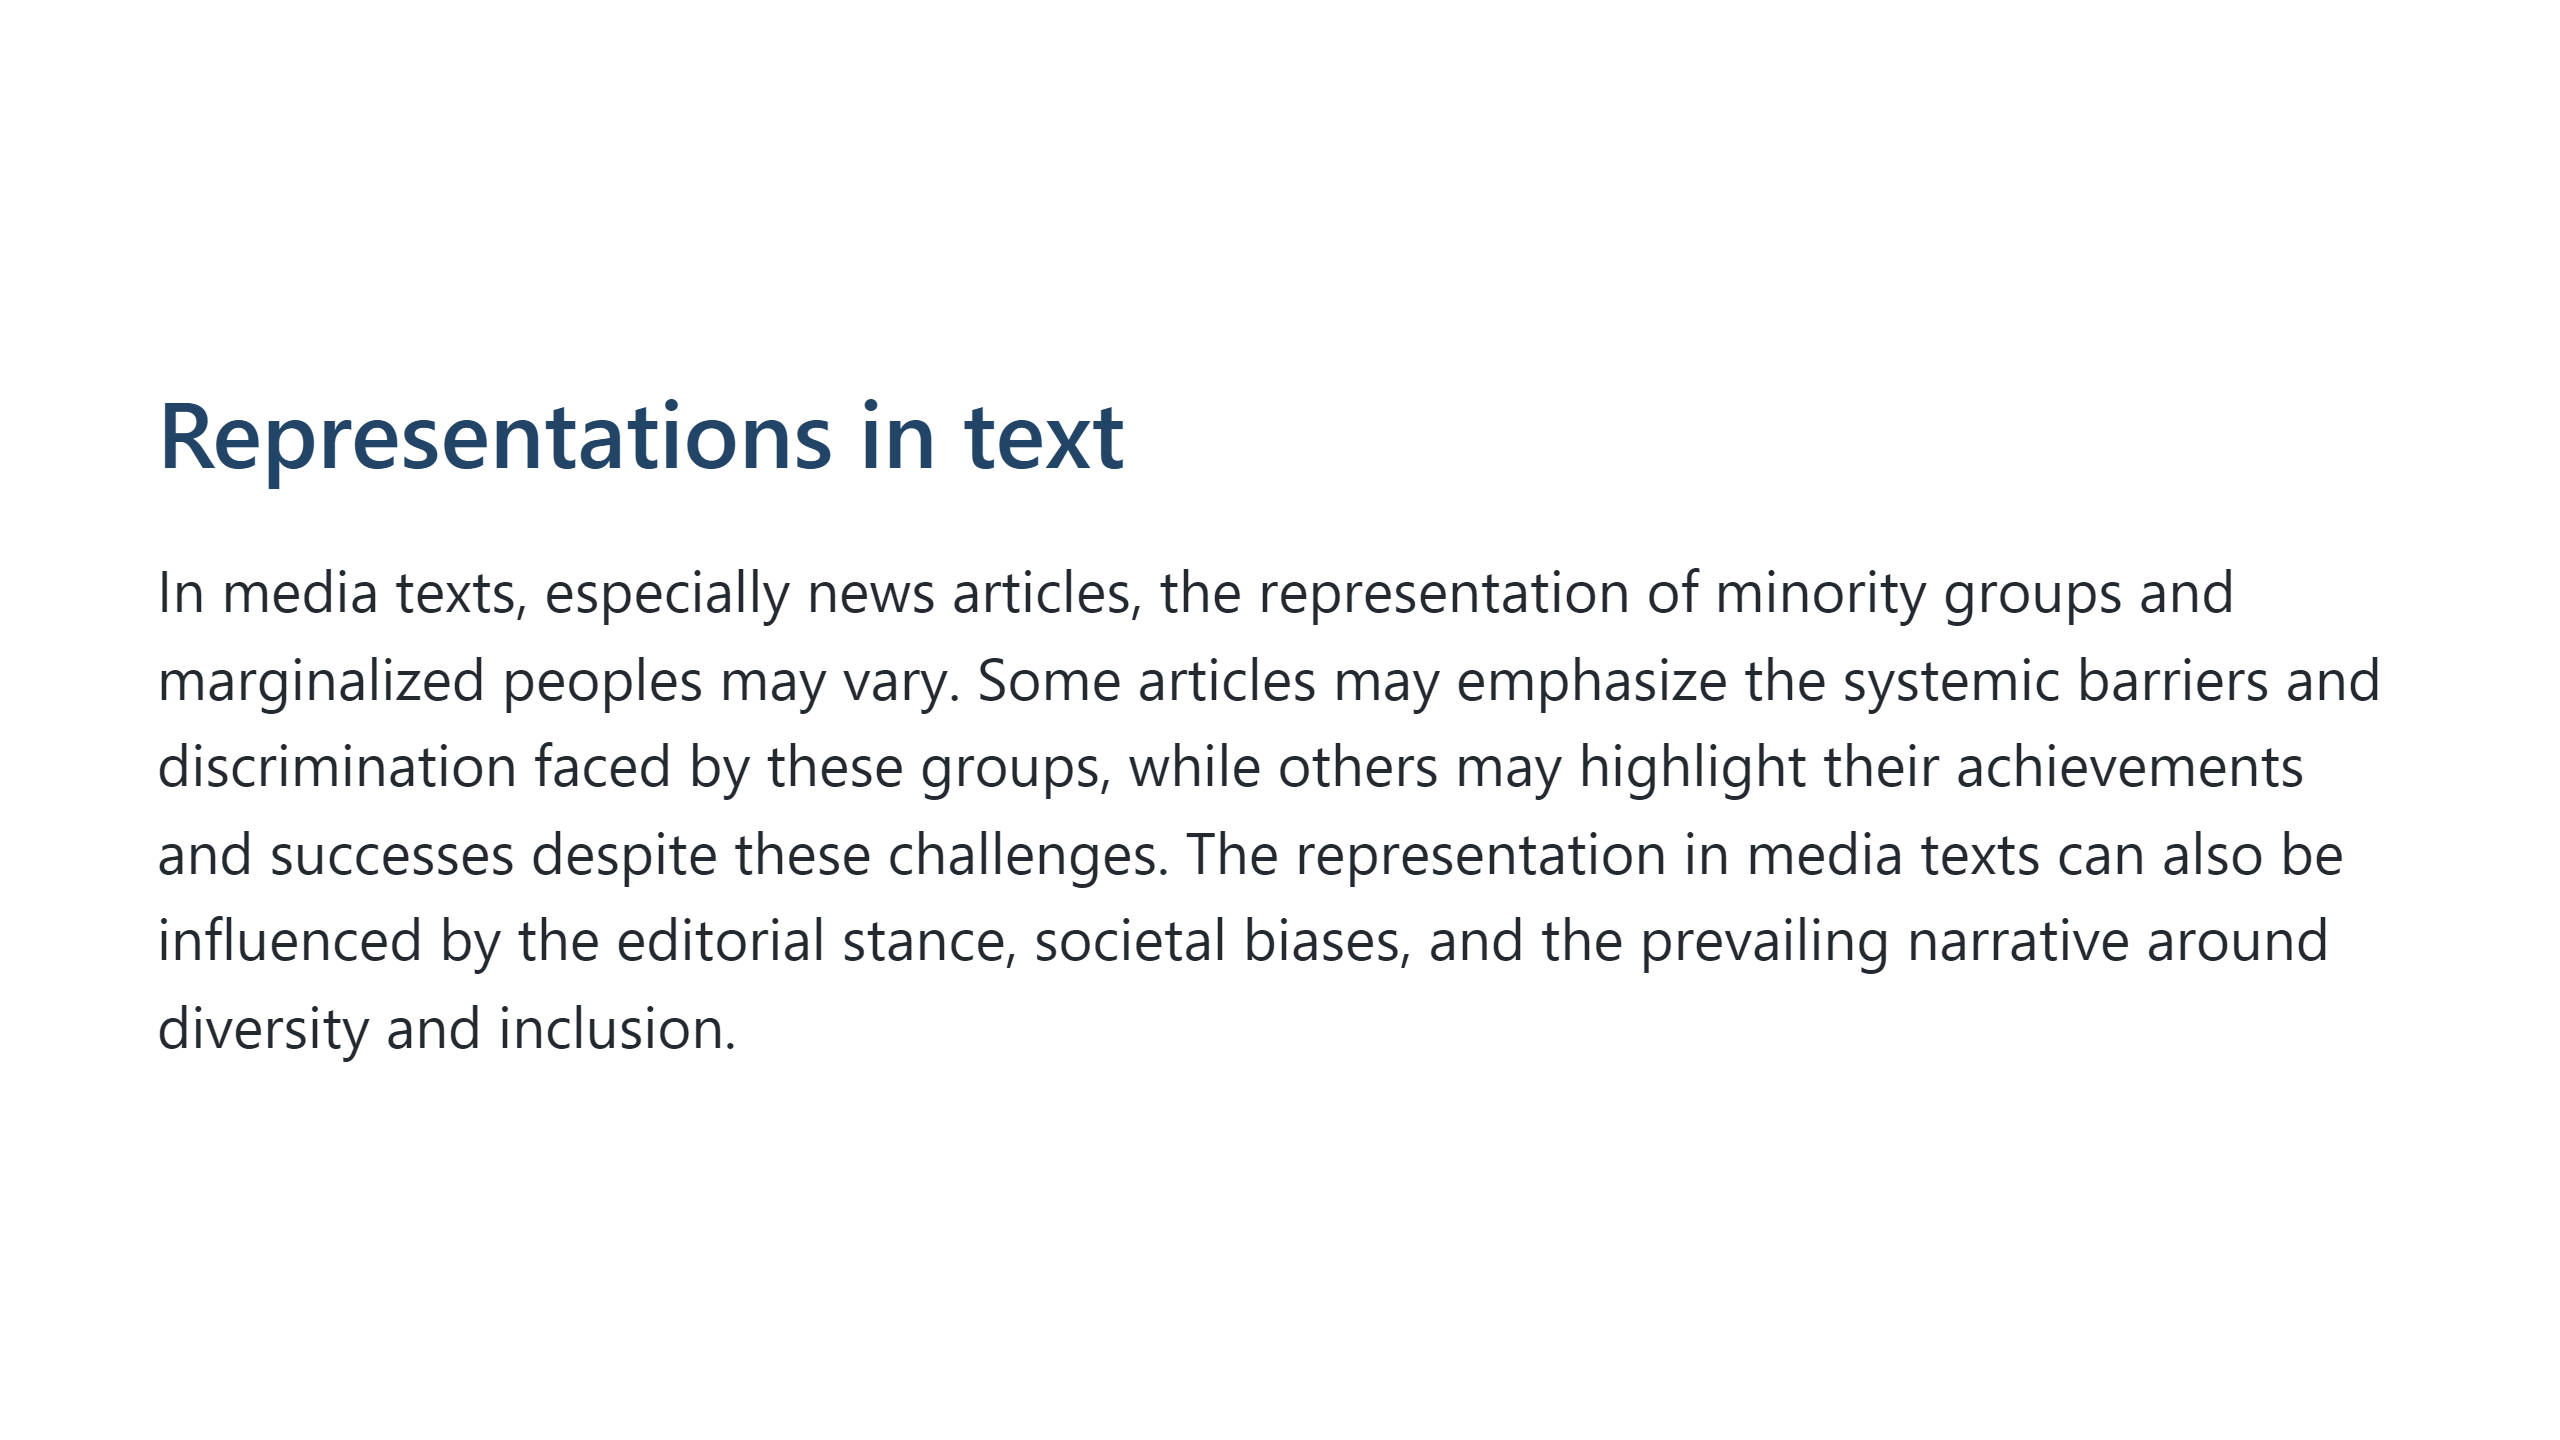 Representations in text
In media texts, especially news articles, the representation of minority groups and
marginalized peoples may vary. Some articles may emphasize the systemic barriers and
discrimination faced by these groups, while others may highlight their achievements
and successes despite these challenges. The representation in media texts can also be
influenced by the editorial stance, societal biases, and the prevailing narrative around
diversity and inclusion.